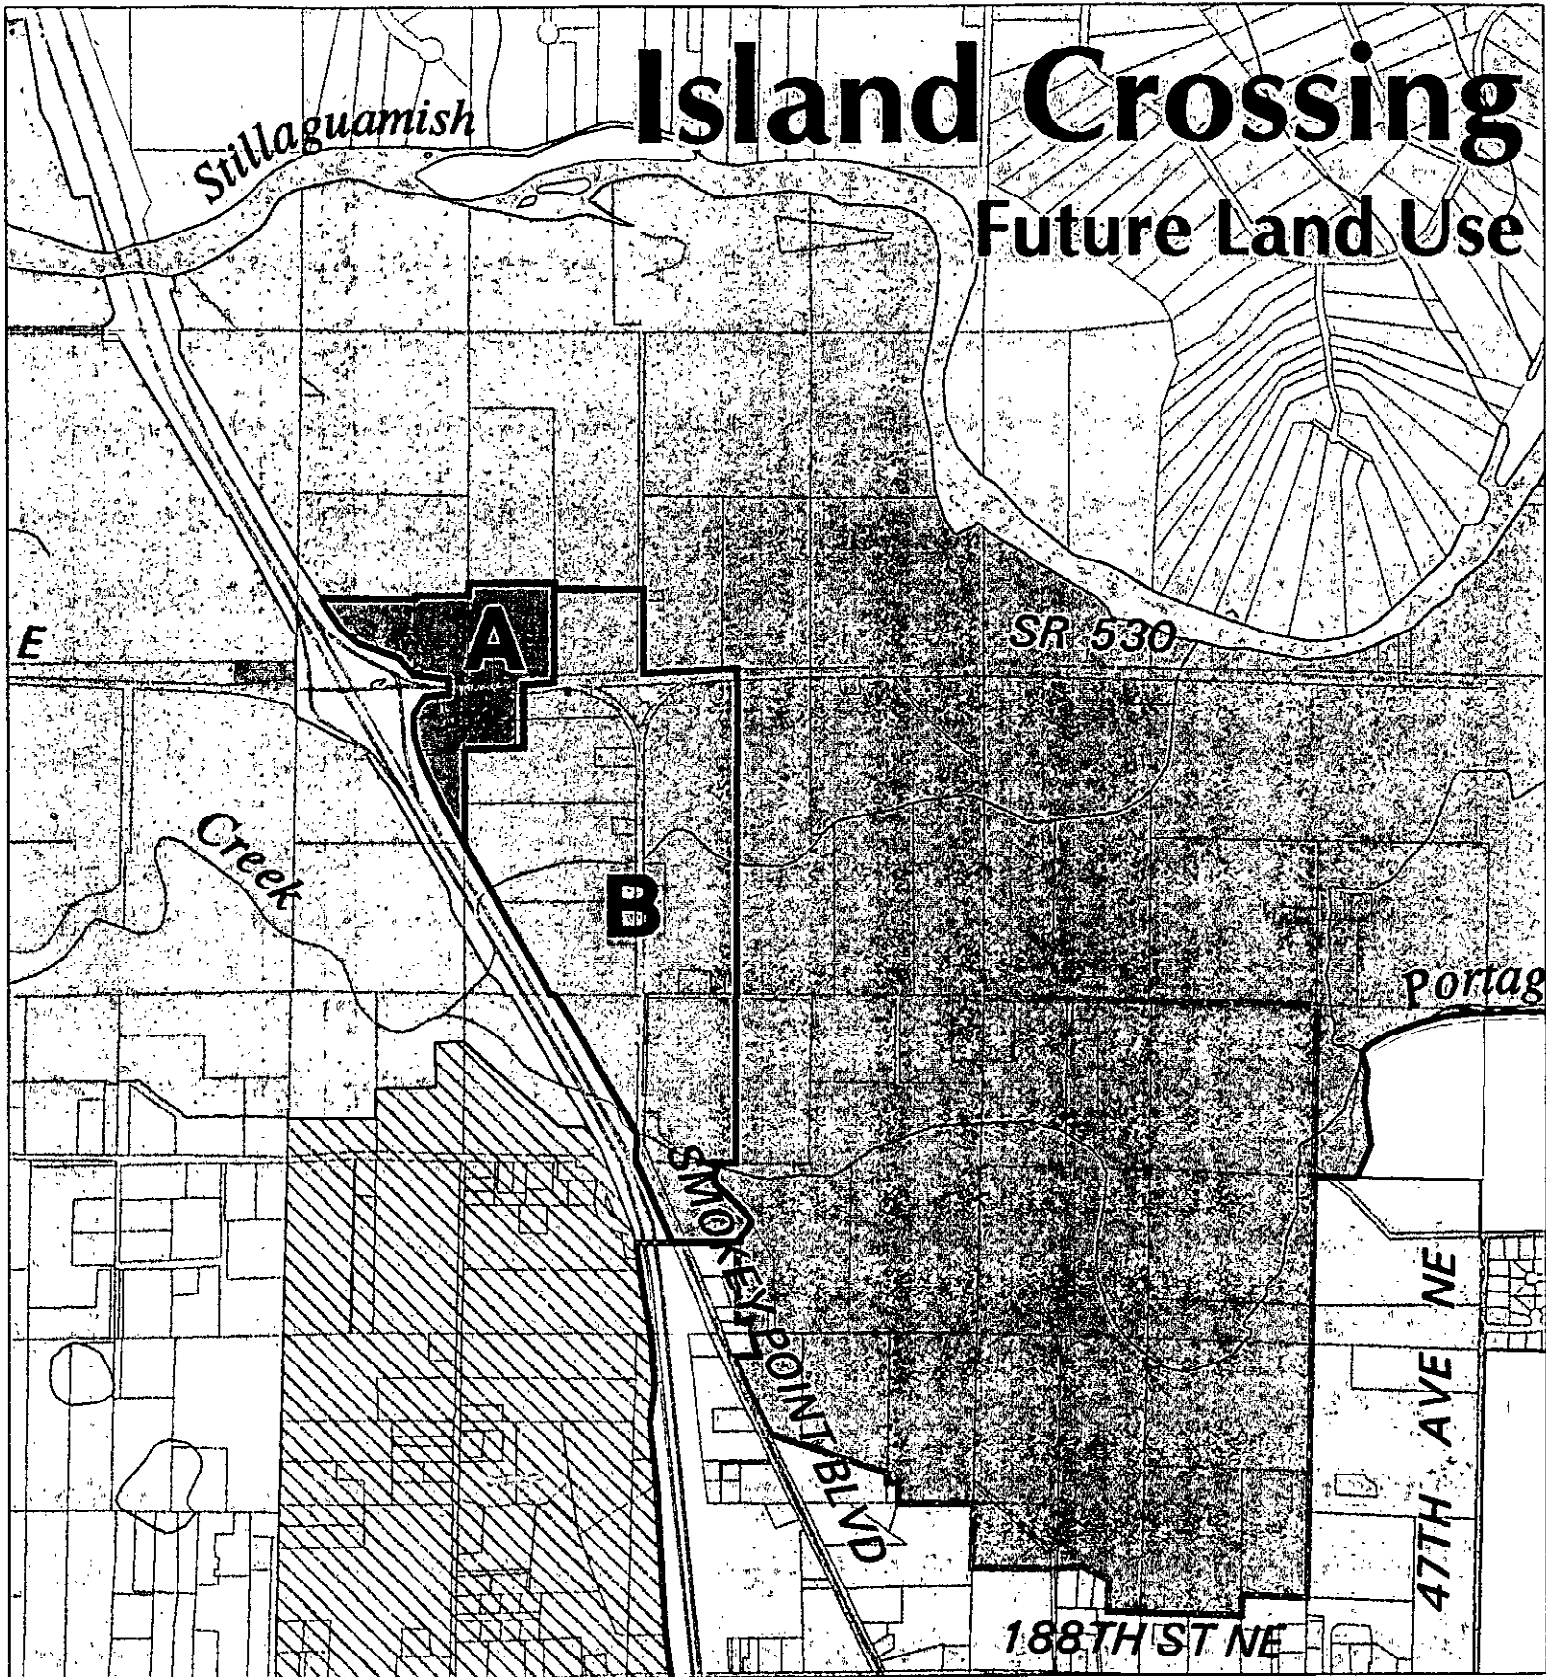 Island Crossing
Future Land Use
Stillaguamish
SR 530
A
E
Creek
B
Portag
SMOKEY POINT BLVD
47TH AVE NE
188TH ST NE